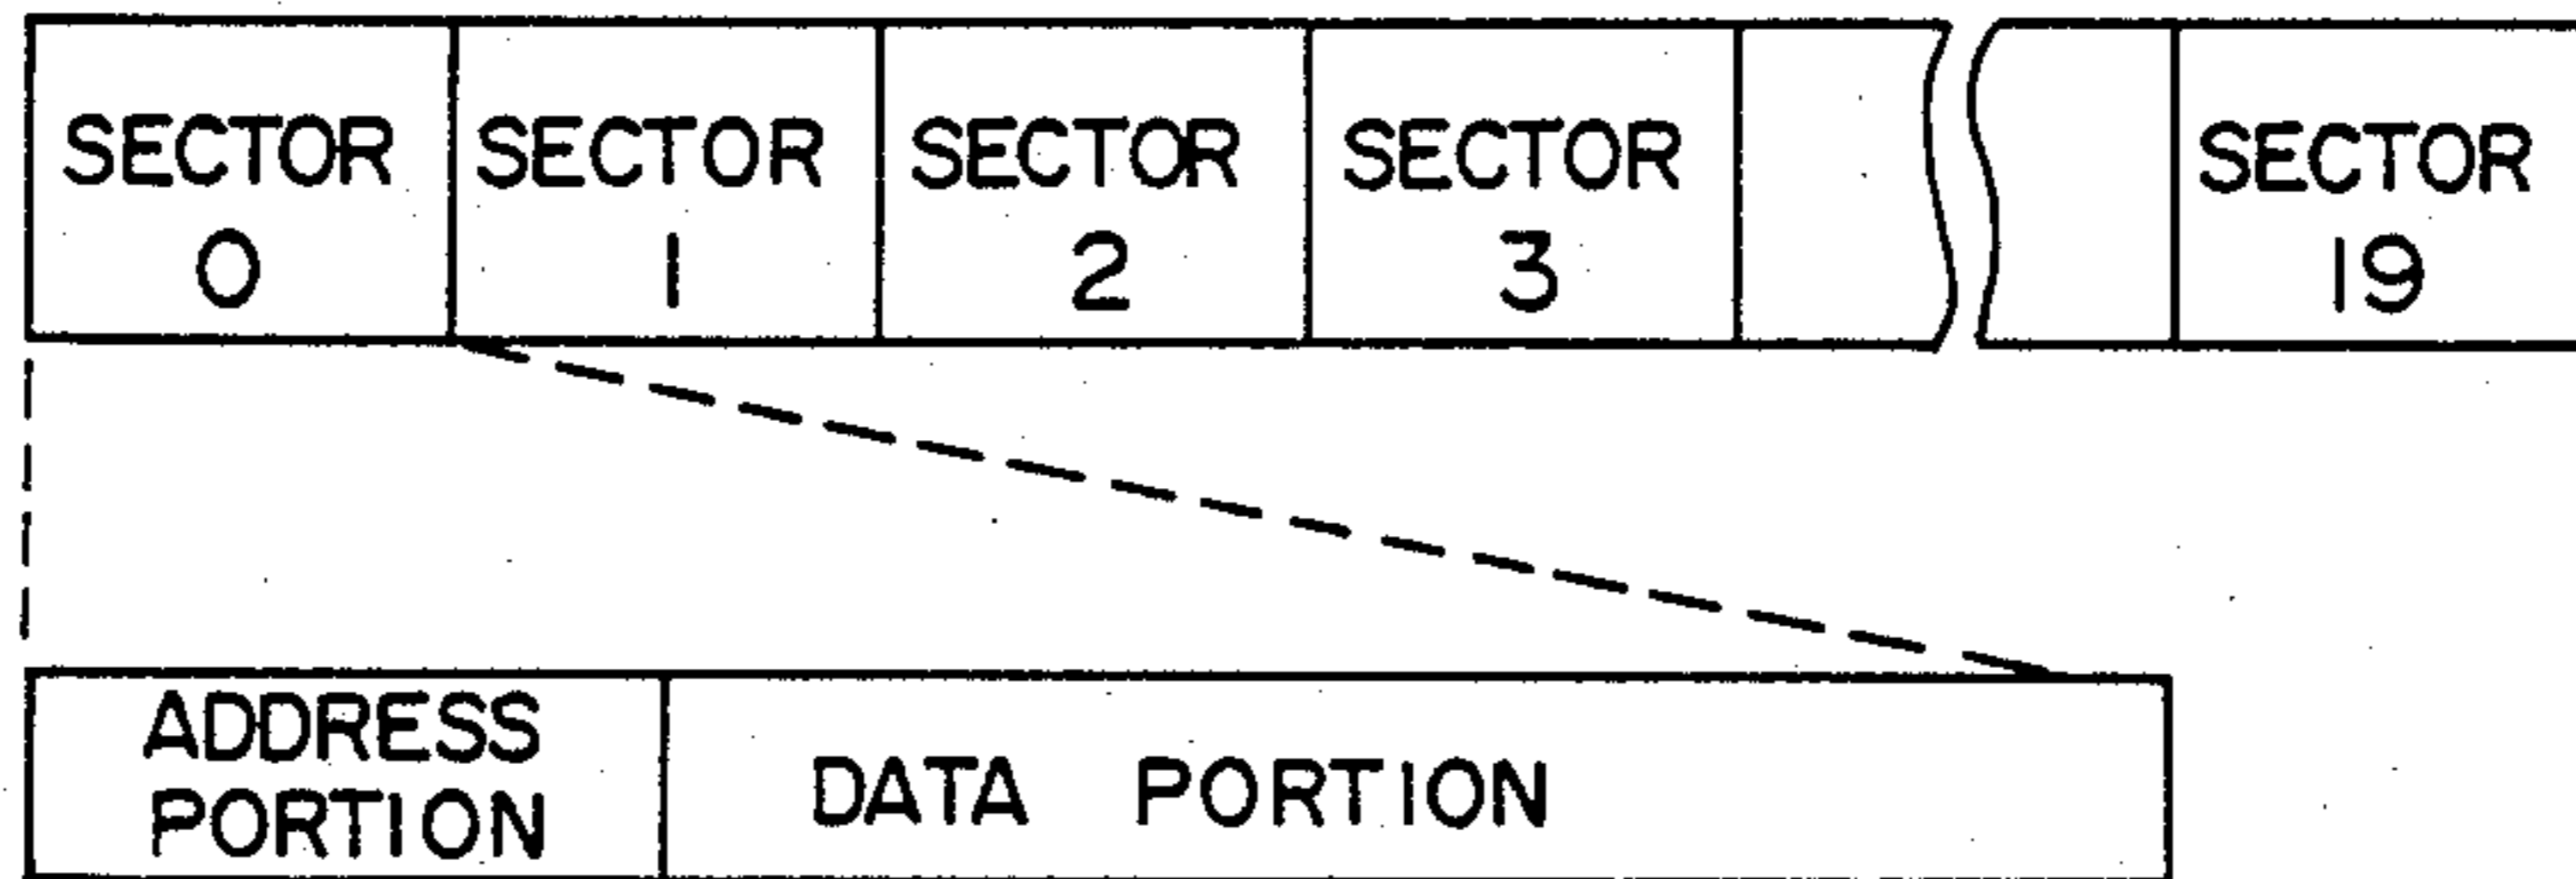 SECTOR SECTOR SECTOR SECTOR SECTOR
0 1 2 3 19
ADDRESS
PORTION
DATA PORTION